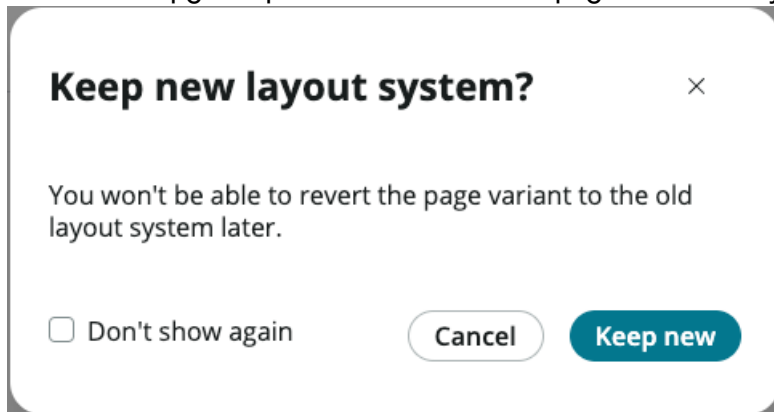 Keep new layout system?
You won't be able to revert the page variant to the old
layout system later.
Don't show again
Cancel
Keep new